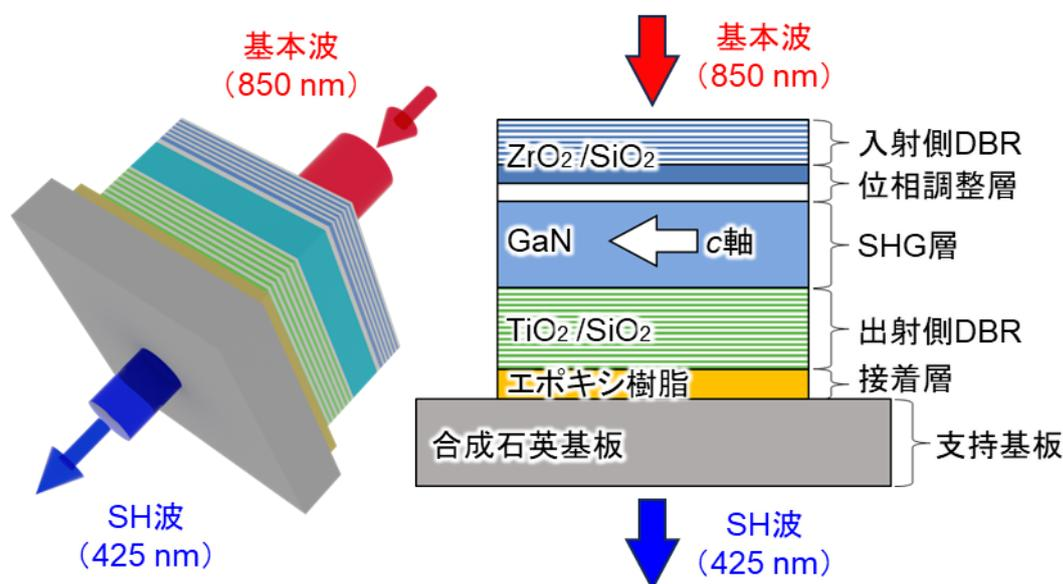 基本波
（850 nm）
SH波
（425 nm）
基本波
（850 nm）
ZrO₂/SiO₂
入射側DBR
位相調整層
GaN
c軸
SHG層
TiO₂/SiO₂
出射側DBR
エポキシ樹脂
接着層
合成石英基板
支持基板
SH波
（425 nm）